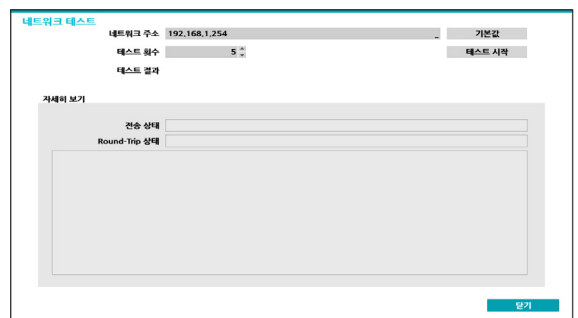 네트워크 테스트
네트워크 주소 192,168,1,254 _ 기본값
테스트 횟수 5 테스트 시작
테스트 결과
자세히 보기
전송 상태
Round-Trip 상태
닫기